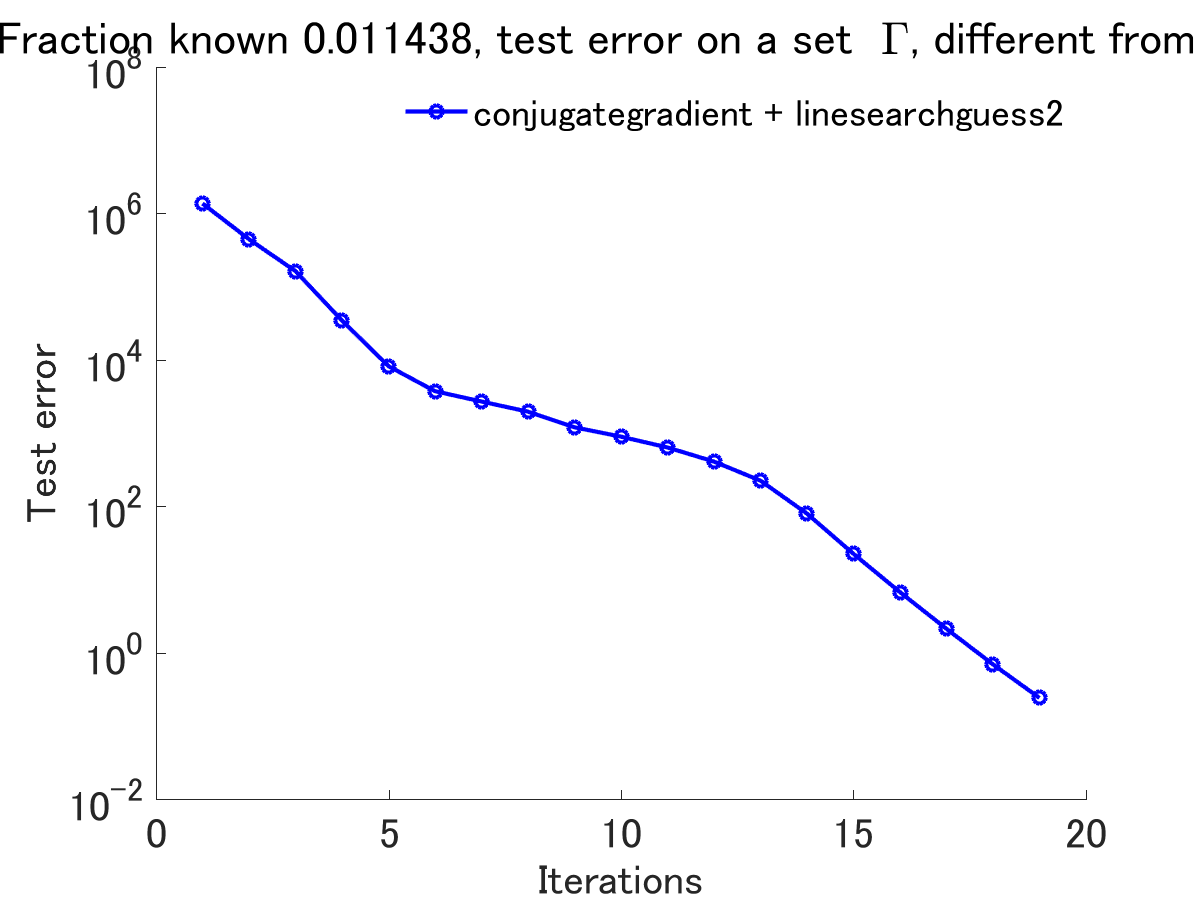 Fraction known 0.011438, test error on a set Γ, different from
10^8
conjugategradient + linesearchguess2
10^6
10^4
Test error
10^2
10^0
10^−2
0 5 10 15 20
Iterations